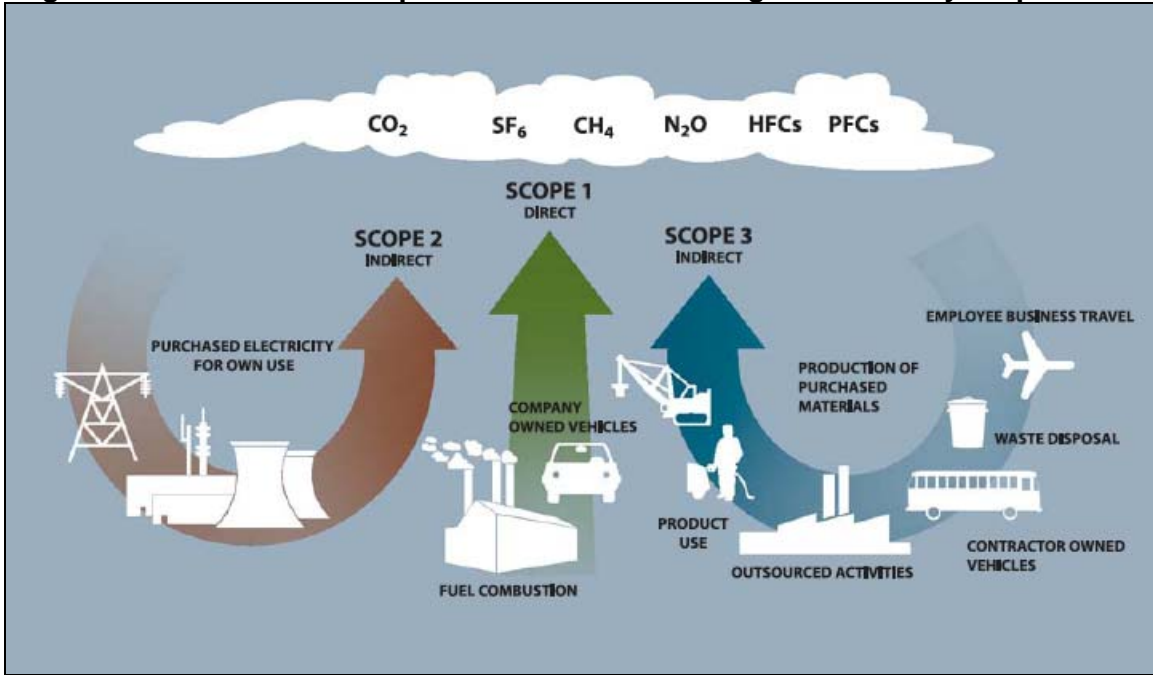 CO₂ SF₆ CH₄ N₂O HFCs PFCs
SCOPE 1
DIRECT
SCOPE 2
INDIRECT
SCOPE 3
INDIRECT
PURCHASED ELECTRICITY
FOR OWN USE
COMPANY
OWNED VEHICLES
FUEL COMBUSTION
EMPLOYEE BUSINESS TRAVEL
PRODUCTION OF
PURCHASED
MATERIALS
WASTE DISPOSAL
PRODUCT
USE
OUTSOURCED ACTIVITIES
CONTRACTOR OWNED
VEHICLES